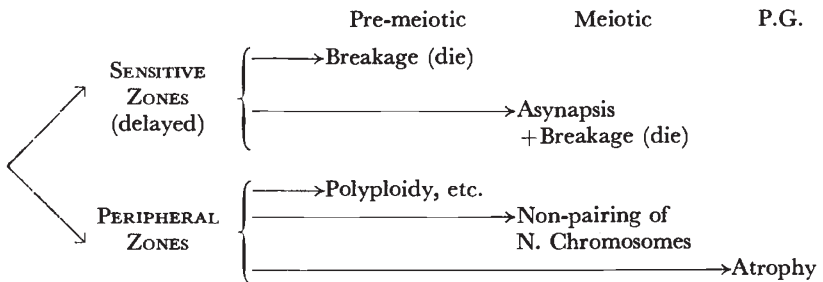 Pre-meiotic Meiotic P.G.
Breakage (die)
SENSITIVE
ZONES
(delayed)
Asynapsis
+Breakage (die)
Polyploidy, etc.
PERIPHERAL
ZONES
Non-pairing of
N. Chromosomes
Atrophy